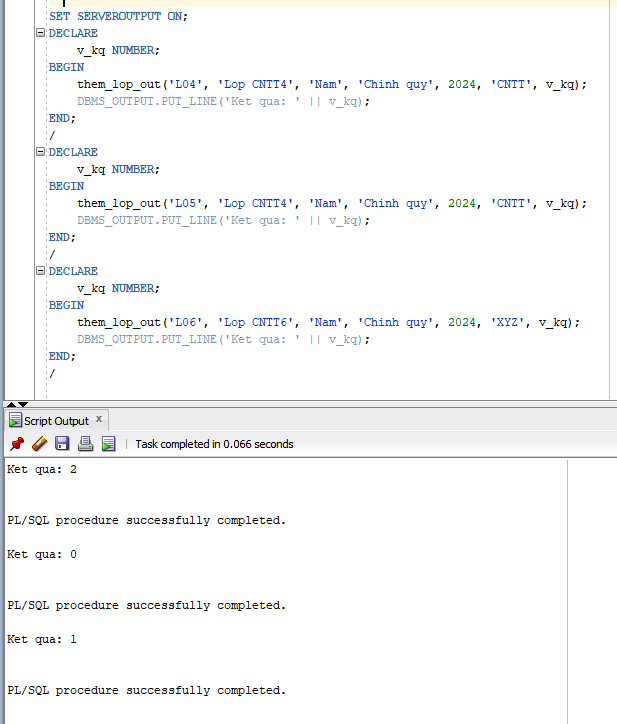 SET SERVEROUTPUT ON;
DECLARE
    v_kq NUMBER;
BEGIN
    them_lop_out('L04', 'Lop CNTT4', 'Nam', 'Chinh quy', 2024, 'CNTT', v_kq);
    DBMS_OUTPUT.PUT_LINE('Ket qua: ' || v_kq);
END;
/
DECLARE
    v_kq NUMBER;
BEGIN
    them_lop_out('L05', 'Lop CNTT4', 'Nam', 'Chinh quy', 2024, 'CNTT', v_kq);
    DBMS_OUTPUT.PUT_LINE('Ket qua: ' || v_kq);
END;
/
DECLARE
    v_kq NUMBER;
BEGIN
    them_lop_out('L06', 'Lop CNTT6', 'Nam', 'Chinh quy', 2024, 'XYZ', v_kq);
    DBMS_OUTPUT.PUT_LINE('Ket qua: ' || v_kq);
END;
/
Script Output x
Task completed in 0.066 seconds
Ket qua: 2
PL/SQL procedure successfully completed.
Ket qua: 0
PL/SQL procedure successfully completed.
Ket qua: 1
PL/SQL procedure successfully completed.